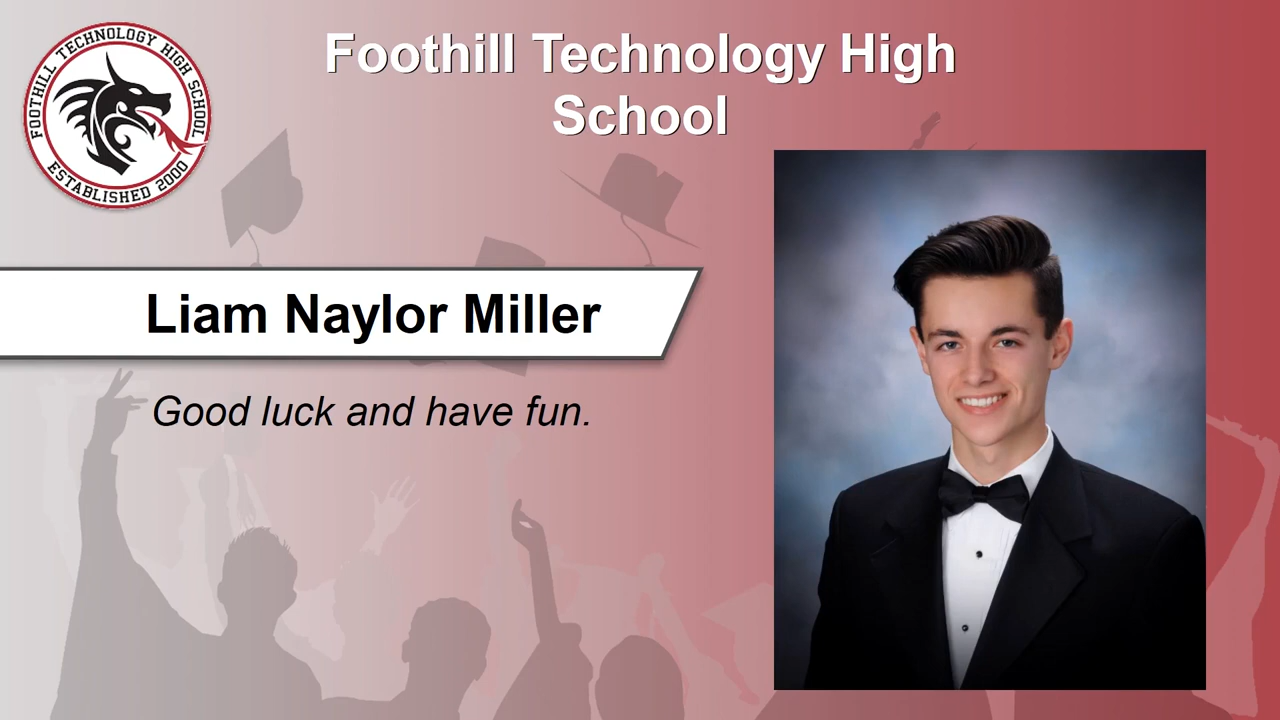 FOOTHILL TECHNOLOGY HIGH SCHOOL
ESTABLISHED 2000
Foothill Technology High
School
Liam Naylor Miller
Good luck and have fun.